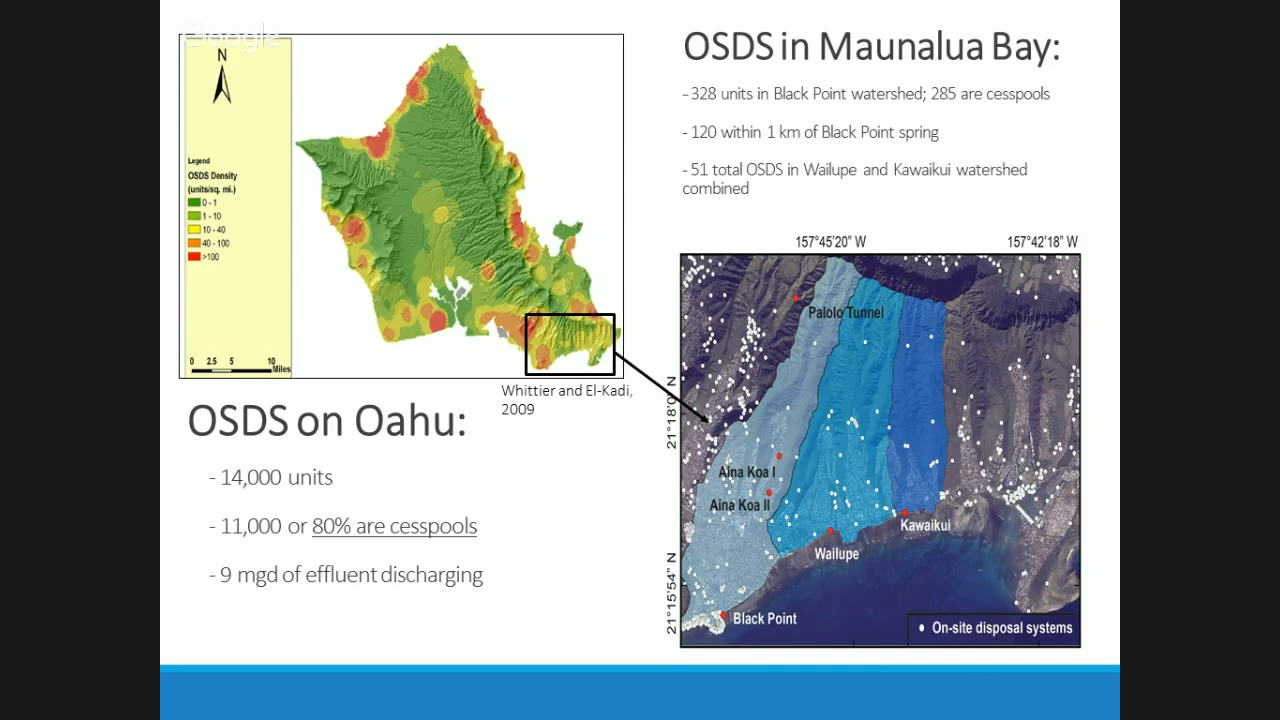 Google
N
Legend
OSDS Density
(units/sq. mi.)
0 - 1
1 - 10
10 - 40
40 - 100
>100
0 2.5 5 10
Miles
Whittier and El-Kadi,
2009
OSDS on Oahu:
- 14,000 units
- 11,000 or 80% are cesspools
- 9 mgd of effluent discharging
OSDS in Maunalua Bay:
- 328 units in Black Point watershed; 285 are cesspools
- 120 within 1 km of Black Point spring
- 51 total OSDS in Wailupe and Kawaikui watershed
combined
157°45'20" W 157°42'18" W
21°18'0" N
21°15'54" N
Palolo Tunnel
Aina Koa I
Aina Koa II
Kawaikui
Wailupe
Black Point
On-site disposal systems